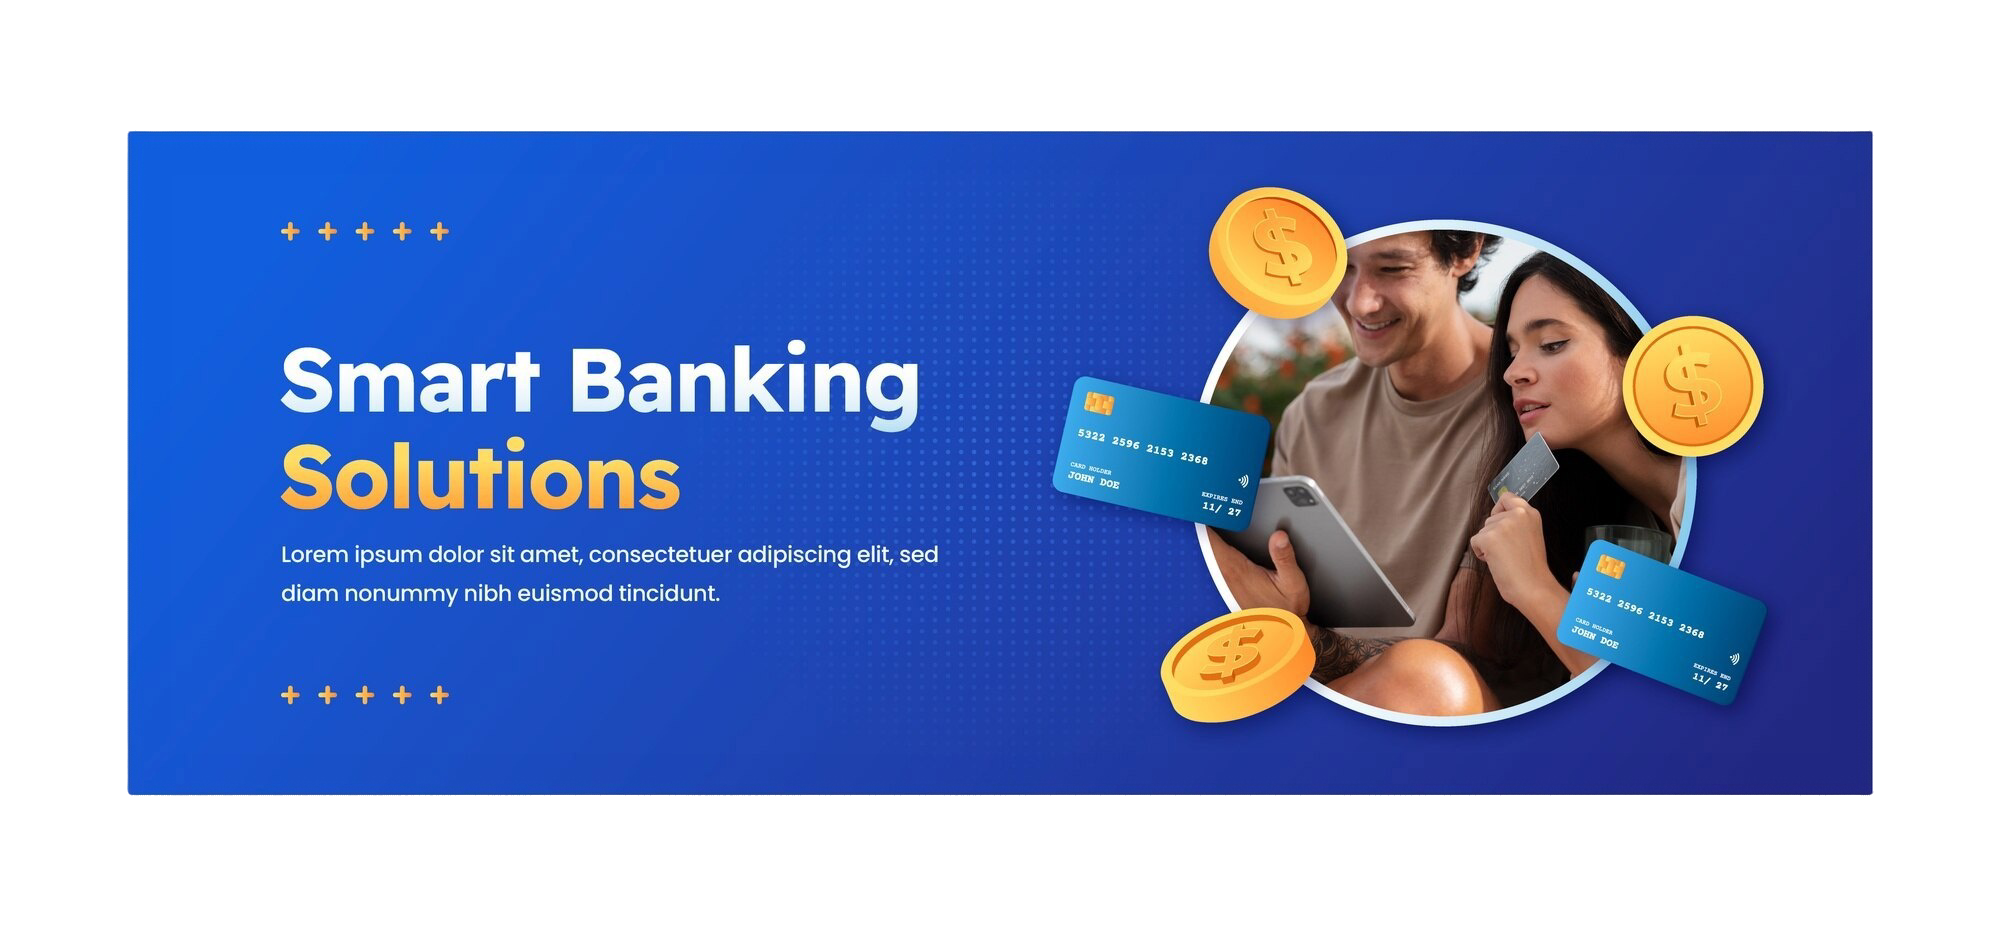 Smart Banking
Solutions
Lorem ipsum dolor sit amet, consectetuer adipiscing elit, sed
diam nonummy nibh euismod tincidunt.
5322 2596 2153 2368
CARD HOLDER
JOHN DOE
EXPIRES END
11/ 27
5322 2596 2153 2368
CARD HOLDER
JOHN DOE
EXPIRES END
11/ 27